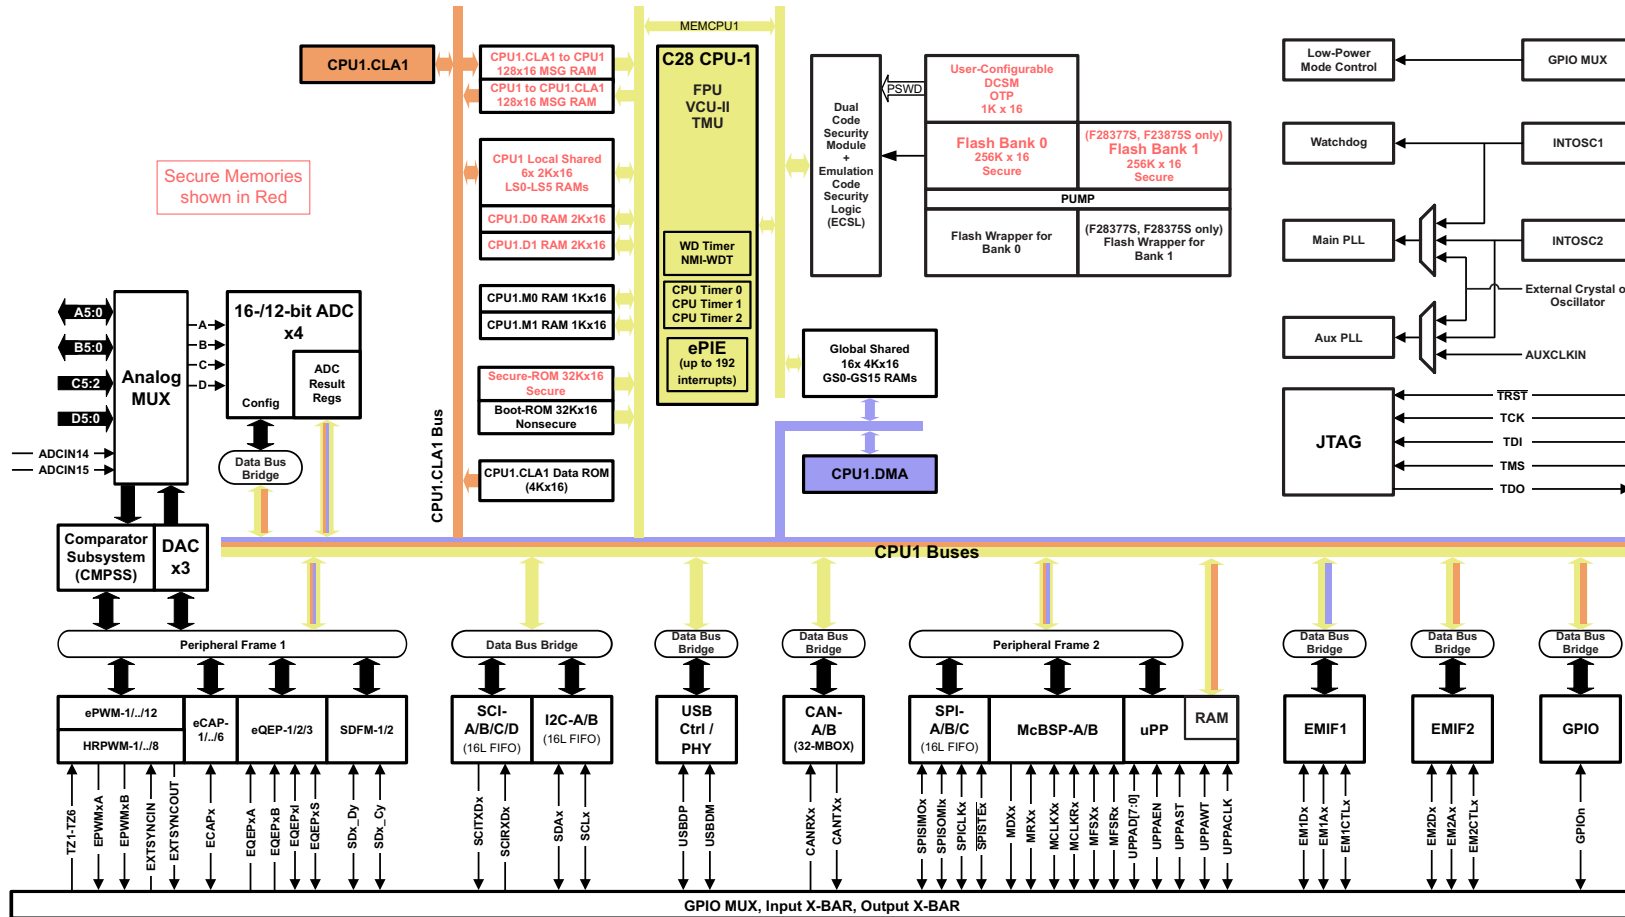 MEMCPU1
CPU1.CLA1
CPU1.CLA1 to CPU1
128x16 MSG RAM
CPU1 to CPU1.CLA1
128x16 MSG RAM
C28 CPU-1
FPU
VCU-II
TMU
PSWD
User-Configurable
DCSM
OTP
1K x 16
Low-Power
Mode Control
GPIO MUX
Dual
Code
Security
Module
+
Emulation
Code
Security
Logic
(ECSL)
Flash Bank 0
256K x 16
Secure
(F28377S, F23875S only)
Flash Bank 1
256K x 16
Secure
PUMP
Flash Wrapper for
Bank 0
(F28377S, F28375S only)
Flash Wrapper for
Bank 1
Watchdog
INTOSC1
Secure Memories
shown in Red
CPU1 Local Shared
6x 2Kx16
LS0-LS5 RAMs
CPU1.D0 RAM 2Kx16
CPU1.D1 RAM 2Kx16
WD Timer
NMI-WDT
Main PLL
INTOSC2
CPU1.M0 RAM 1Kx16
CPU1.M1 RAM 1Kx16
CPU Timer 0
CPU Timer 1
CPU Timer 2
External Crystal o
Oscillator
A5:0
B5:0
C5:2
D5:0
ADCIN14
ADCIN15
Analog
MUX
A
B
C
D
16-/12-bit ADC
x4
Config
ADC
Result
Regs
ePIE
(up to 192
interrupts)
Global Shared
16x 4Kx16
GS0-GS15 RAMs
Aux PLL
AUXCLKIN
Secure-ROM 32Kx16
Secure
Boot-ROM 32Kx16
Nonsecure
CPU1.CLA1 Data ROM
(4Kx16)
CPU1.CLA1 Bus
CPU1.DMA
JTAG
TRST
TCK
TDI
TMS
TDO
Data Bus
Bridge
Comparator
Subsystem
(CMPSS)
DAC
x3
CPU1 Buses
Peripheral Frame 1
Data Bus Bridge
Data Bus
Bridge
Data Bus
Bridge
Peripheral Frame 2
Data Bus
Bridge
Data Bus
Bridge
Data Bus
Bridge
ePWM-1/../12
HRPWM-1/../8
eCAP-
1/../6
eQEP-1/2/3
SDFM-1/2
SCI-
A/B/C/D
(16L FIFO)
I2C-A/B
(16L FIFO)
USB
Ctrl /
PHY
CAN-
A/B
(32-MBOX)
SPI-
A/B/C
(16L FIFO)
McBSP-A/B
uPP
RAM
EMIF1
EMIF2
GPIO
TZ1-TZ6
EPWMxA
EPWMxB
EXTSYNCIN
EXTSYNCOUT
ECAPx
EQEPxA
EQEPxB
EQEPxI
EQEPxS
SDx_Dy
SDx_Cy
SCITXDx
SCIRXDx
SDAx
SCLx
USBDP
USBDM
CANRXx
CANTXx
SPISIMOx
SPISOMIx
SPICLKx
SPISTEx
MDXx
MRXx
MCLKXx
MCLKRx
MFSXx
MFSRx
UPPAD[7:0]
UPPAEN
UPPAST
UPPAWT
UPPACLK
EM1Dx
EM1Ax
EM1CTLx
EM2Dx
EM2Ax
EM2CTLx
GPIOn
GPIO MUX, Input X-BAR, Output X-BAR